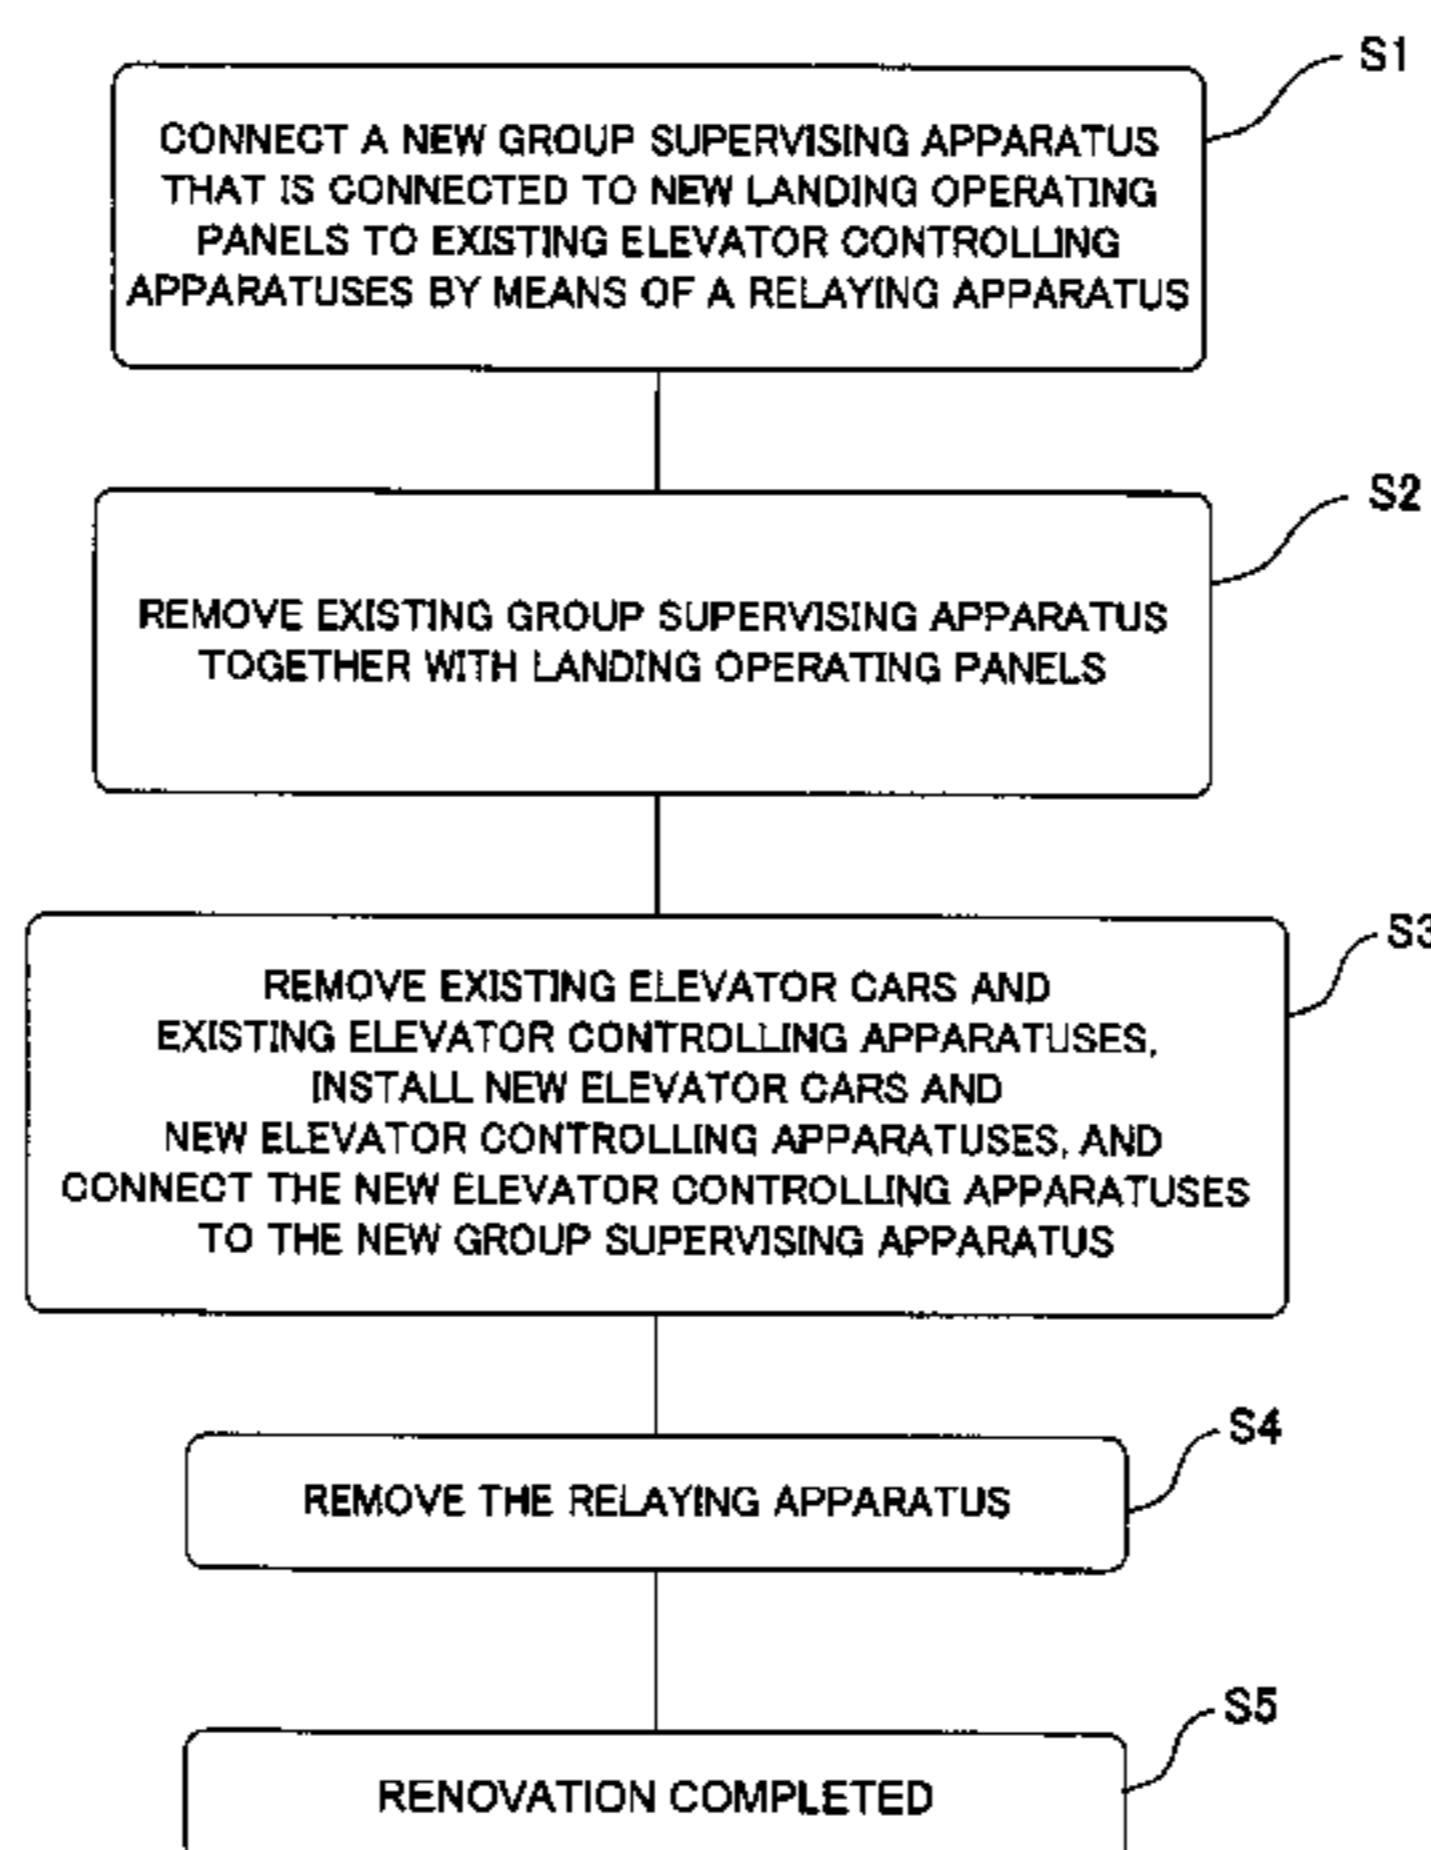 S1
CONNECT A NEW GROUP SUPERVISING APPARATUS
THAT IS CONNECTED TO NEW LANDING OPERATING
PANELS TO EXISTING ELEVATOR CONTROLLING
APPARATUSES BY MEANS OF A RELAYING APPARATUS
S2
REMOVE EXISTING GROUP SUPERVISING APPARATUS
TOGETHER WITH LANDING OPERATING PANELS
S3
REMOVE EXISTING ELEVATOR CARS AND
EXISTING ELEVATOR CONTROLLING APPARATUSES,
INSTALL NEW ELEVATOR CARS AND
NEW ELEVATOR CONTROLLING APPARATUSES, AND
CONNECT THE NEW ELEVATOR CONTROLLING APPARATUSES
TO THE NEW GROUP SUPERVISING APPARATUS
S4
REMOVE THE RELAYING APPARATUS
S5
RENOVATION COMPLETED